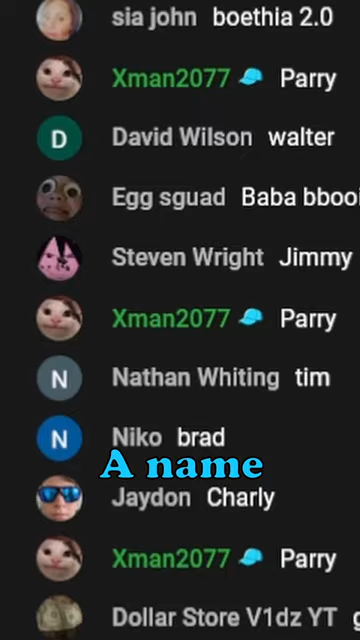 sia john boethia 2.0
Xman2077 Parry
D David Wilson walter
Egg sguad Baba bbooi
Steven Wright Jimmy
Xman2077 Parry
N Nathan Whiting tim
N Niko brad
A name
Jaydon Charly
Xman2077 Parry
Dollar Store V1dz YT